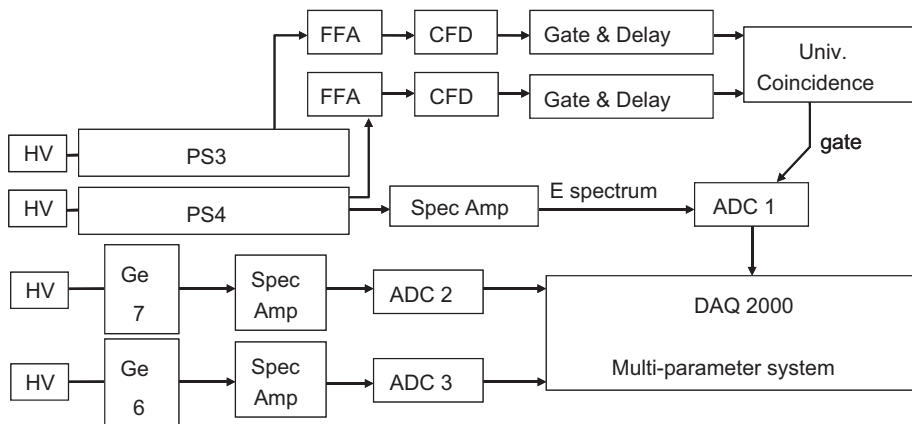 FFA CFD Gate & Delay
Univ.
Coincidence
FFA CFD Gate & Delay
HV PS3
gate
HV PS4
Spec Amp
E spectrum
ADC 1
HV
Ge
7
Spec
Amp
ADC 2
DAQ 2000
Multi-parameter system
HV
Ge
6
Spec
Amp
ADC 3